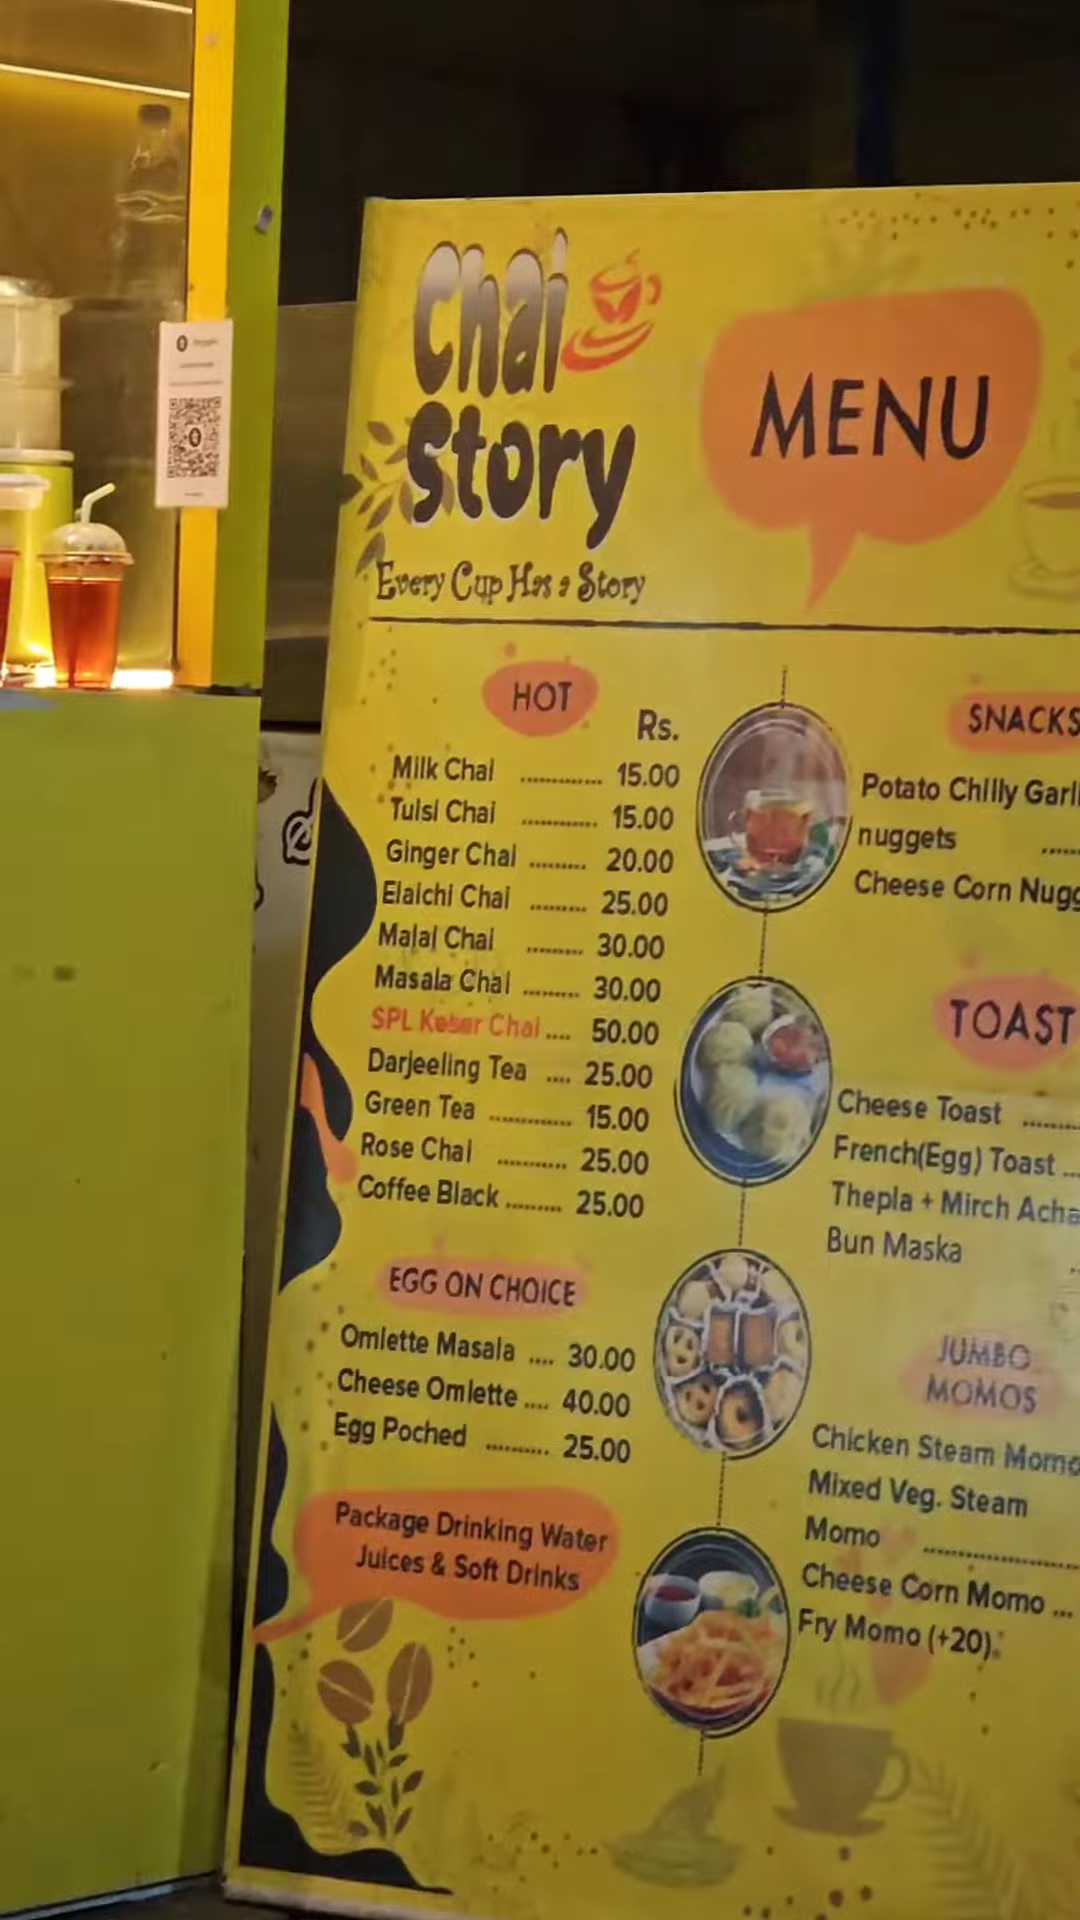 Chai
Story
Every Cup Has a Story
MENU
HOT
Rs.
Milk Chai ............. 15.00
Tulsi Chai ............ 15.00
Ginger Chai ......... 20.00
Elaichi Chai ......... 25.00
Malai Chai ......... 30.00
Masala Chai ......... 30.00
SPL Keser Chai .... 50.00
Darjeeling Tea .... 25.00
Green Tea ............. 15.00
Rose Chai ........... 25.00
Coffee Black ......... 25.00
EGG ON CHOICE
Omlette Masala .... 30.00
Cheese Omlette .... 40.00
Egg Poched .......... 25.00
Package Drinking Water
Juices & Soft Drinks
SNACKS
Potato Chilly Garli
nuggets
Cheese Corn Nugg
TOAST
Cheese Toast
French(Egg) Toast
Thepla + Mirch Acha
Bun Maska
JUMBO
MOMOS
Chicken Steam Momo
Mixed Veg. Steam
Momo
Cheese Corn Momo ...
Fry Momo (+20)